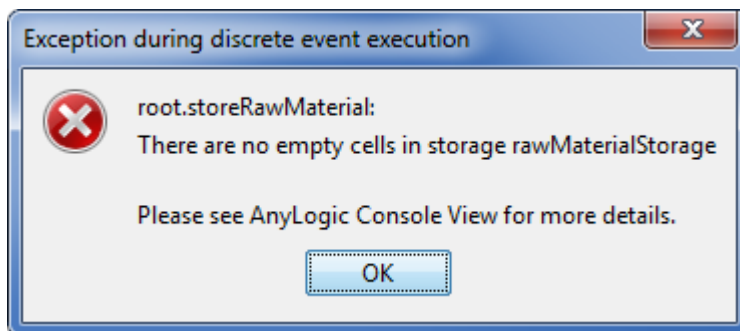 Exception during discrete event execution
root.storeRawMaterial:
There are no empty cells in storage rawMaterialStorage
Please see AnyLogic Console View for more details.
OK